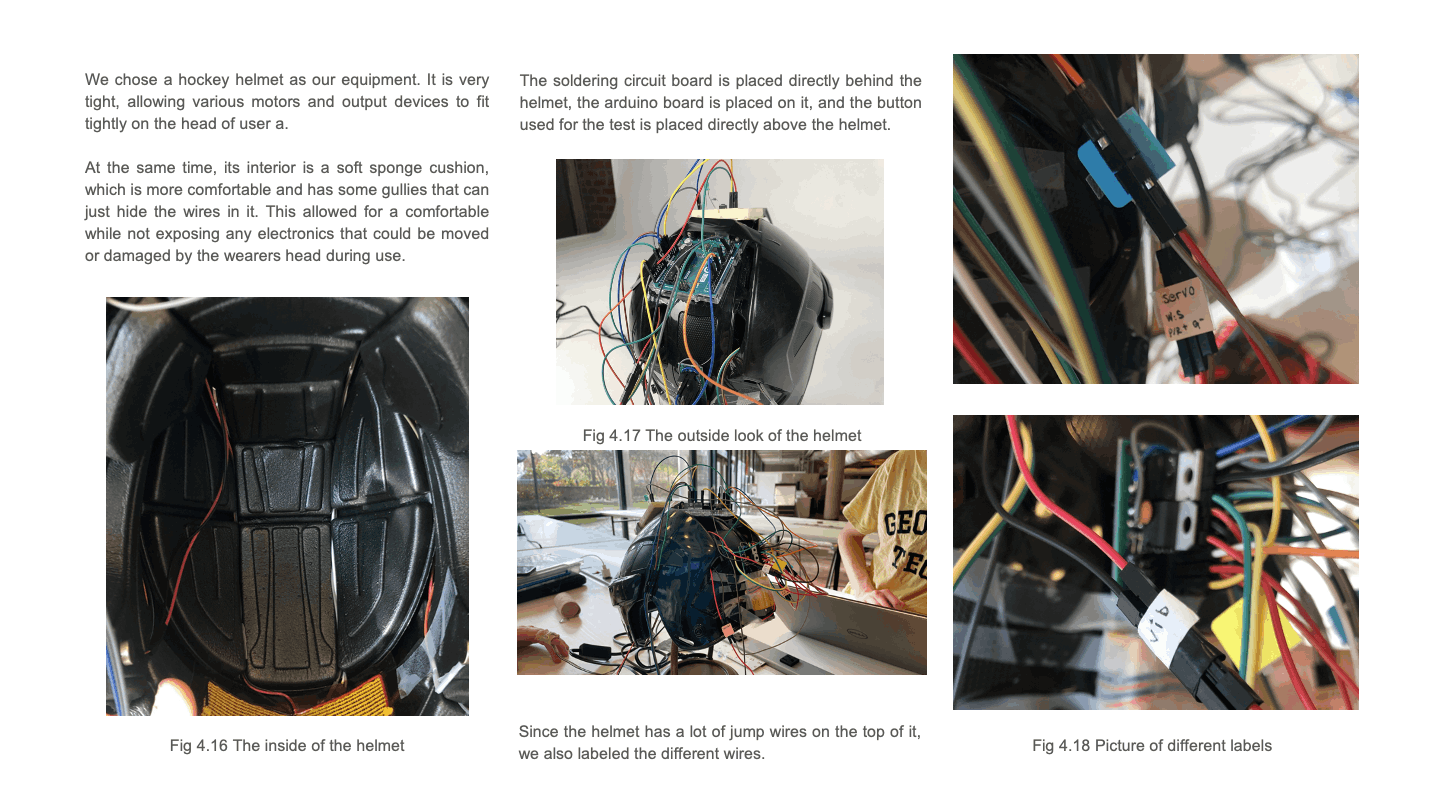 We chose a hockey helmet as our equipment. It is very
tight, allowing various motors and output devices to fit
tightly on the head of user a.
At the same time, its interior is a soft sponge cushion,
which is more comfortable and has some gullies that can
just hide the wires in it. This allowed for a comfortable
while not exposing any electronics that could be moved
or damaged by the wearers head during use.
Fig 4.16 The inside of the helmet
The soldering circuit board is placed directly behind the
helmet, the arduino board is placed on it, and the button
used for the test is placed directly above the helmet.
Fig 4.17 The outside look of the helmet
GEO
TEC
Since the helmet has a lot of jump wires on the top of it,
we also labeled the different wires.
servo
W:S
P/R+ g-
vib
Fig 4.18 Picture of different labels